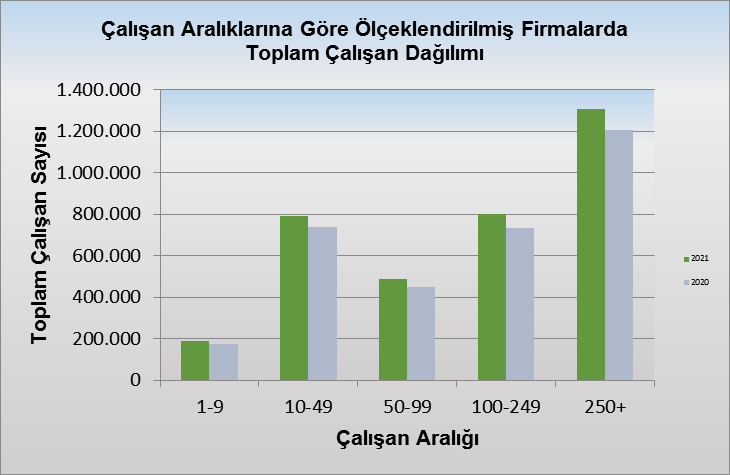 Çalışan Aralıklarına Göre Ölçeklendirilmiş Firmalarda
Toplam Çalışan Dağılımı
Toplam Çalışan Sayısı
1.400.000
1.200.000
1.000.000
800.000
600.000
400.000
200.000
0
1-9 10-49 50-99 100-249 250+
Çalışan Aralığı
2021
2020